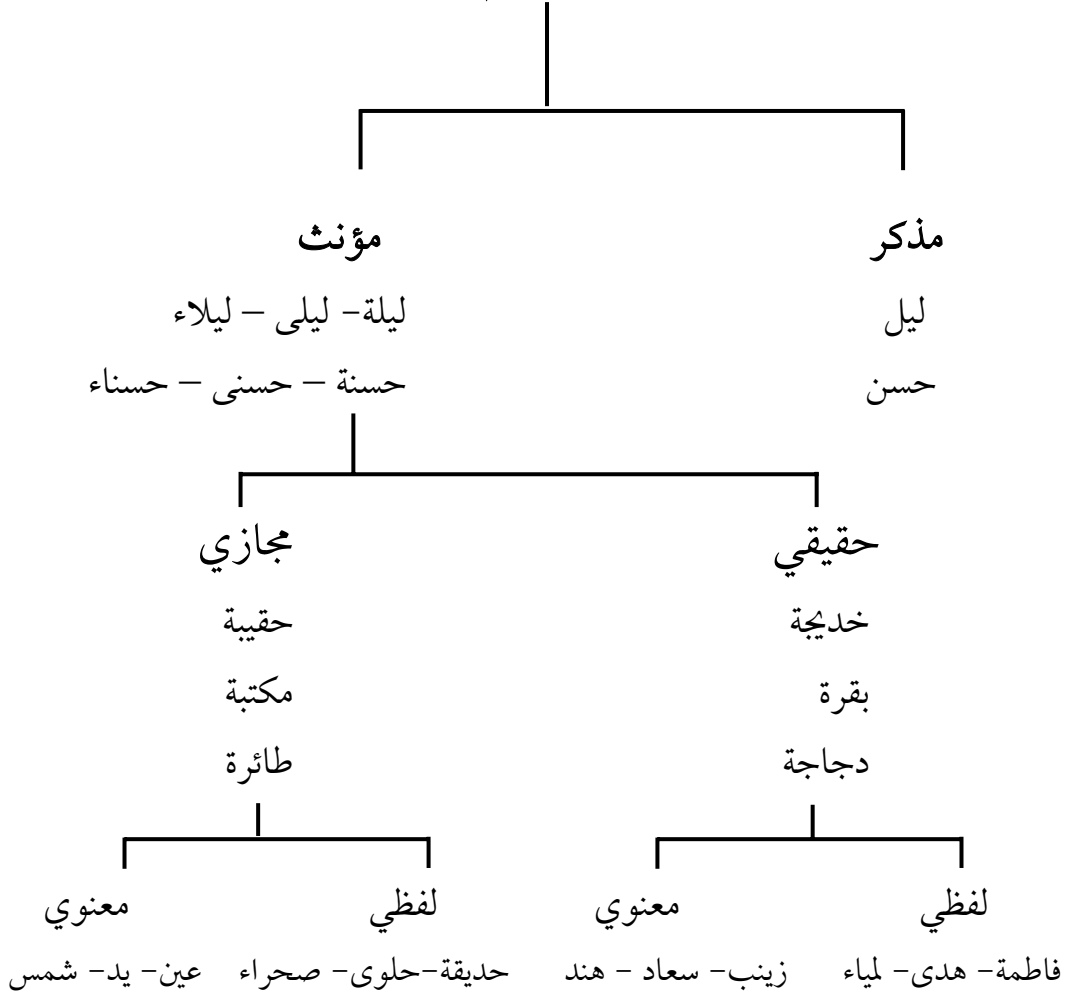 مذكر
مؤنث
ليل
ليلة- ليلى – ليلاء
حسن
حسنة – حسنى – حسناء
حقيقي
مجازي
خديجة
حقيبة
بقرة
مكتبة
دجاجة
طائرة
لفظي
معنوي
لفظي
معنوي
فاطمة- هدى- لمياء
زينب- سعاد – هند
حديقة-حلوى- صحراء
عين- يد- شمس